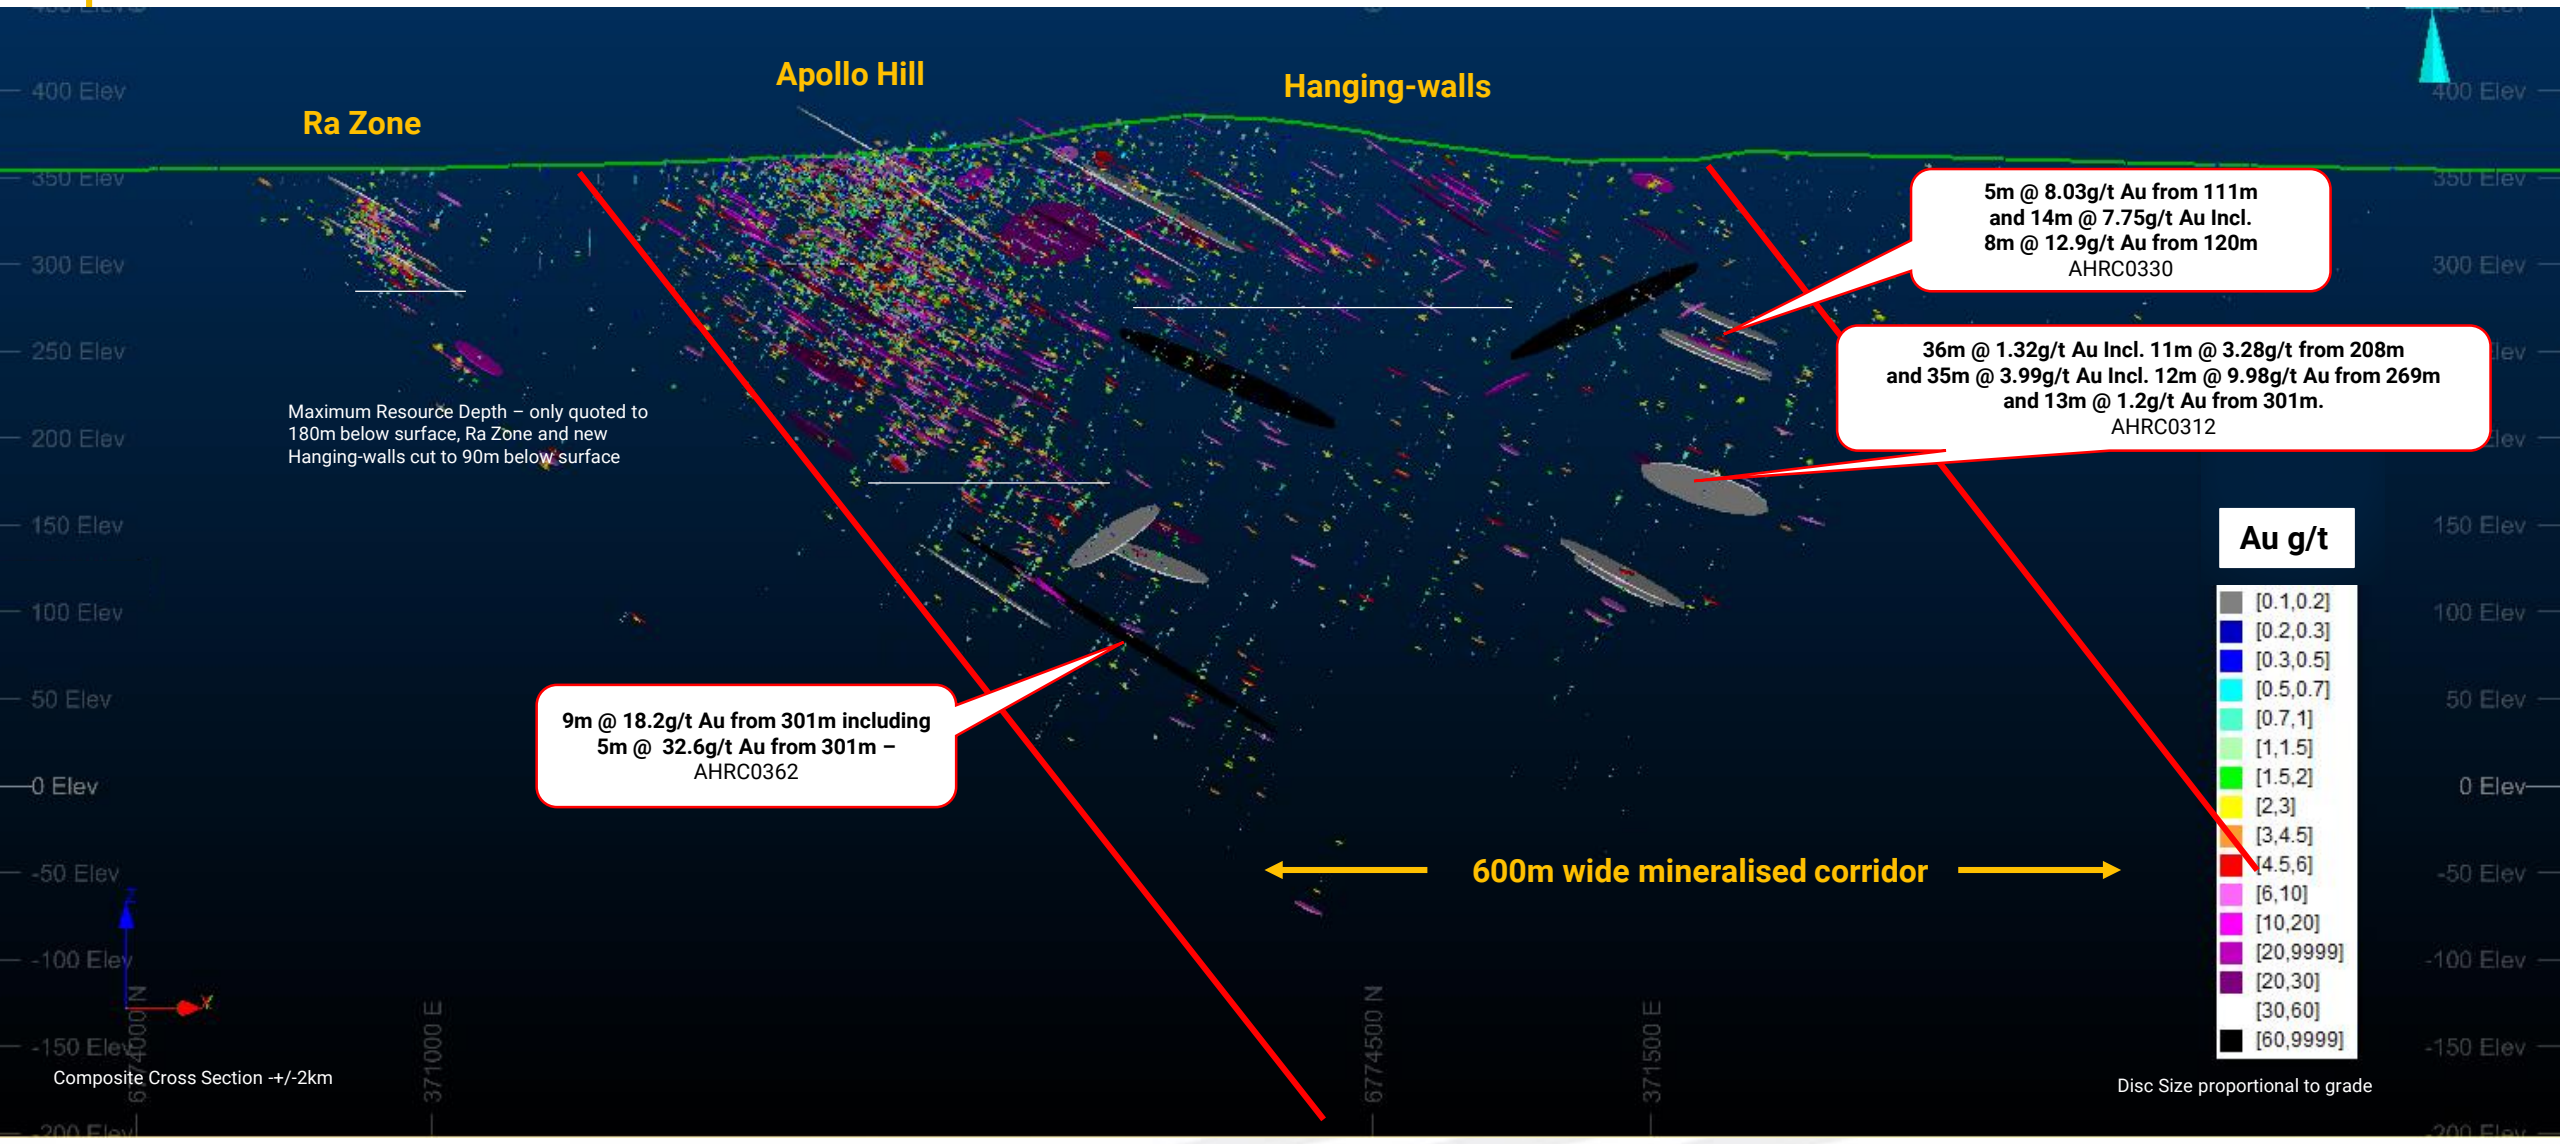 Apollo Hill
Hanging-walls
Ra Zone
400 Elev
350 Elev
300 Elev
250 Elev
200 Elev
150 Elev
100 Elev
50 Elev
0 Elev
-50 Elev
-100 Elev
-150 Elev
-200 Elev
400 Elev
350 Elev
300 Elev
150 Elev
100 Elev
50 Elev
0 Elev
-50 Elev
-100 Elev
-150 Elev
-200 Elev
5m @ 8.03g/t Au from 111m
and 14m @ 7.75g/t Au Incl.
8m @ 12.9g/t Au from 120m
AHRC0330
36m @ 1.32g/t Au Incl. 11m @ 3.28g/t from 208m
and 35m @ 3.99g/t Au Incl. 12m @ 9.98g/t Au from 269m
and 13m @ 1.2g/t Au from 301m.
AHRC0312
Maximum Resource Depth – only quoted to
180m below surface, Ra Zone and new
Hanging-walls cut to 90m below surface
9m @ 18.2g/t Au from 301m including
5m @  32.6g/t Au from 301m –
AHRC0362
600m wide mineralised corridor
Au g/t
[0.1,0.2]
[0.2,0.3]
[0.3,0.5]
[0.5,0.7]
[0.7,1]
[1,1.5]
[1.5,2]
[2,3]
[3,4.5]
[4.5,6]
[6,10]
[10,20]
[20,9999]
[20,30]
[30,60]
[60,9999]
Disc Size proportional to grade
Z
X
6774000 N
371000 E
6774500 N
371500 E
Composite Cross Section -+/-2km